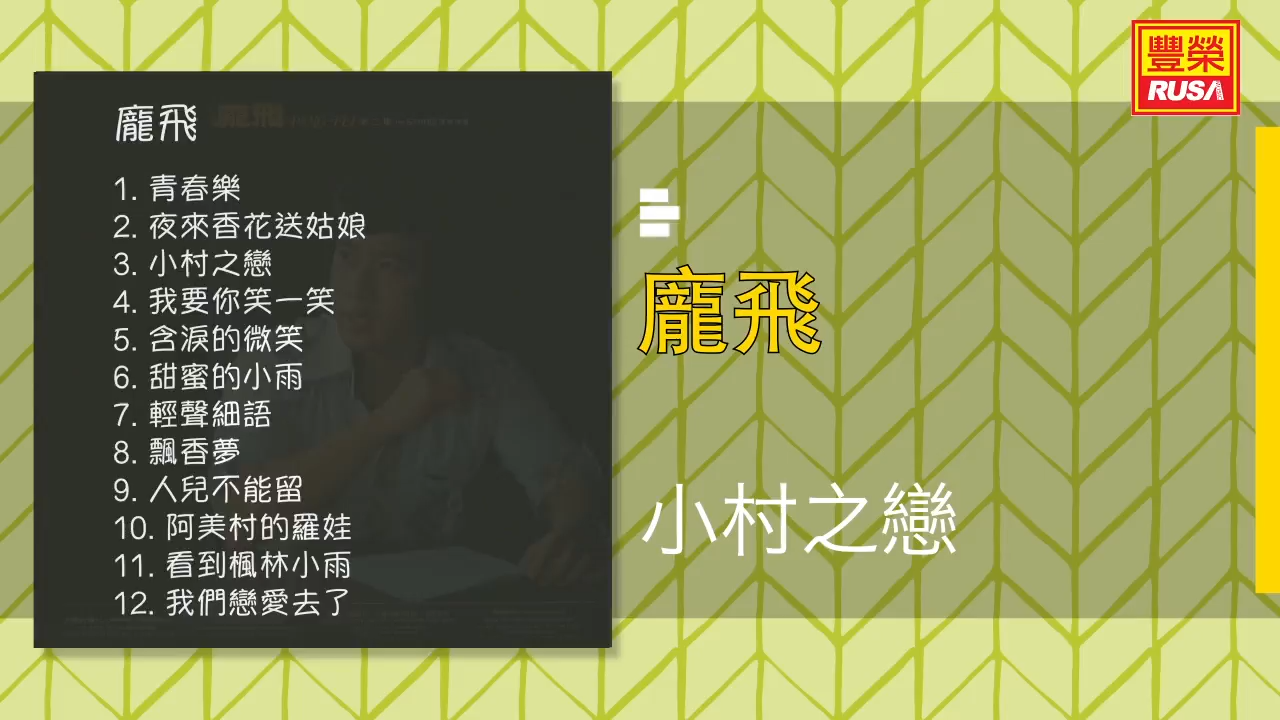 龐飛
1. 青春樂
2. 夜來香花送姑娘
3. 小村之戀
4. 我要你笑一笑
5. 含淚的微笑
6. 甜蜜的小雨
7. 輕聲細語
8. 飄香夢
9. 人兒不能留
10. 阿美村的羅娃
11. 看到楓林小雨
12. 我們戀愛去了
豐榮
RUSA
龐飛
小村之戀